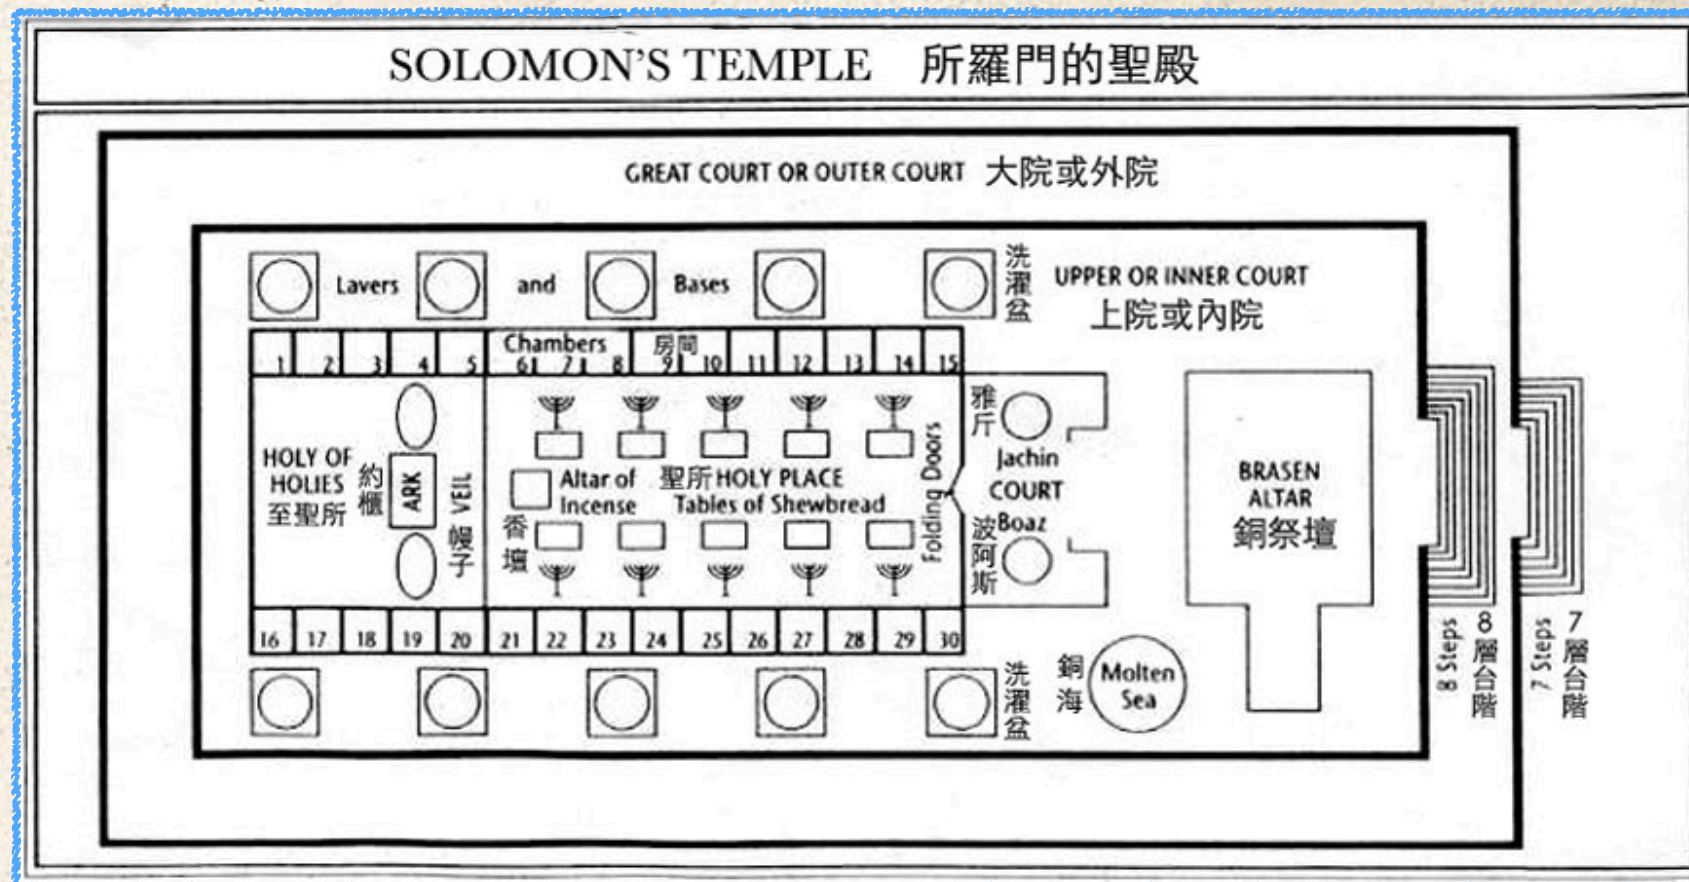 SOLOMON'S TEMPLE 所羅門的聖殿
GREAT COURT OR OUTER COURT 大院或外院
Lavers and Bases
洗濯盆
UPPER OR INNER COURT
上院或內院
Chambers 房間
1 2 3 4 5 6 7 8 9 10 11 12 13 14 15
HOLY OF
HOLIES
至聖所
約櫃
ARK
VEIL
幔子
Altar of
Incense
香壇
聖所 HOLY PLACE
Tables of Shewbread
Folding Doors
雅斤
Jachin
COURT
Boaz
波阿斯
BRASEN
ALTAR
銅祭壇
16 17 18 19 20 21 22 23 24 25 26 27 28 29 30
洗濯盆
銅海
Molten
Sea
8 Steps
8層台階
7 Steps
7層台階